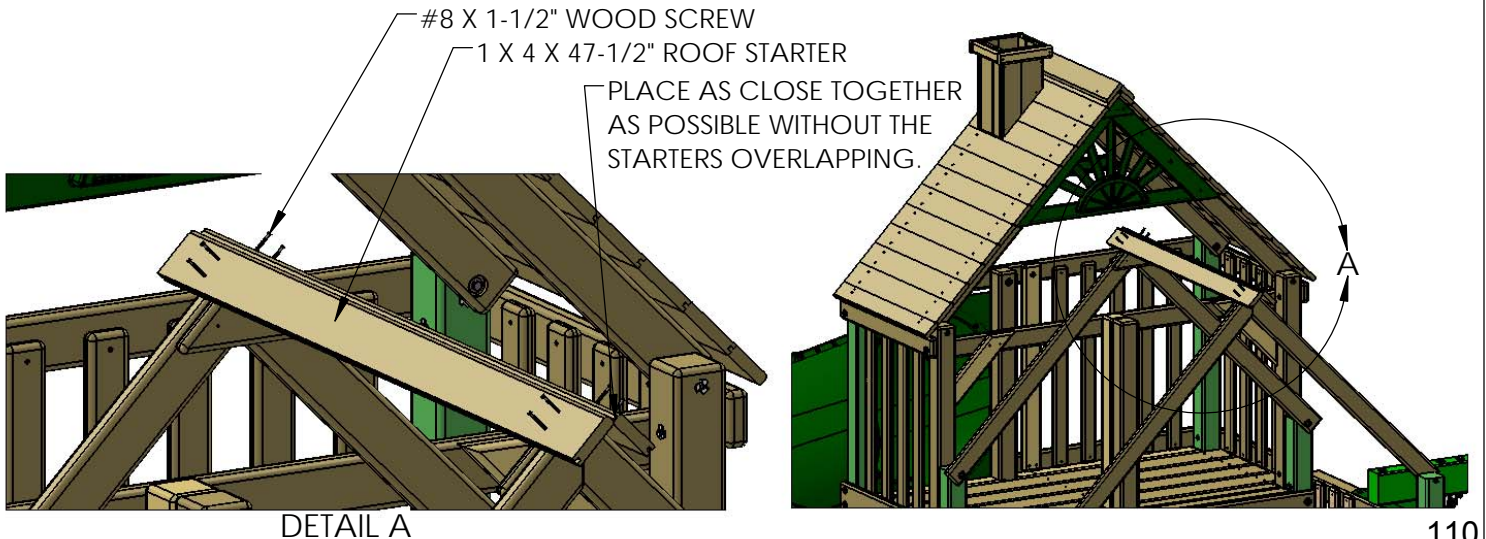 #8 X 1-1/2" WOOD SCREW
1 X 4 X 47-1/2" ROOF STARTER
PLACE AS CLOSE TOGETHER
AS POSSIBLE WITHOUT THE
STARTERS OVERLAPPING.
A
DETAIL A
110